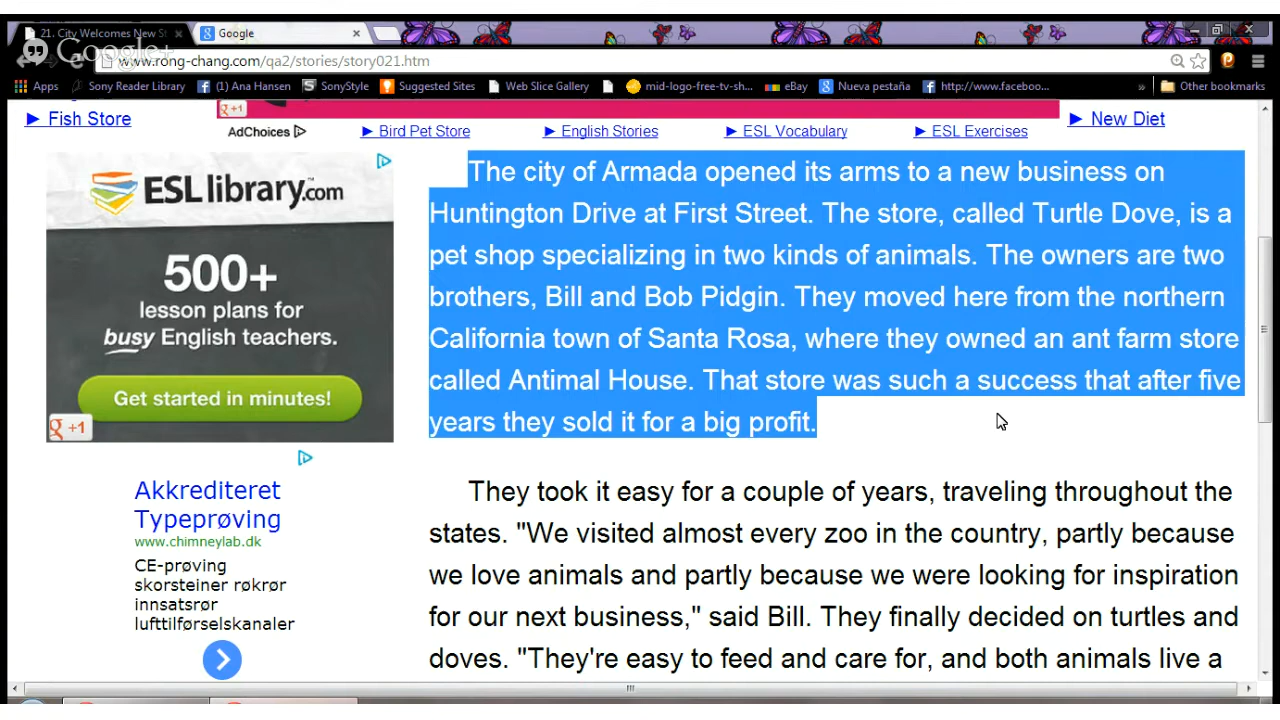 21. City Welcomes New St
Google
Google+
www.rong-chang.com/qa2/stories/story021.htm
Apps
Sony Reader Library
(1) Ana Hansen
SonyStyle
Suggested Sites
Web Slice Gallery
mid-logo-free-tv-sh...
eBay
Nueva pestaña
http://www.faceboo...
»
Other bookmarks
► Fish Store
g+1
AdChoices
► Bird Pet Store
► English Stories
► ESL Vocabulary
► ESL Exercises
► New Diet
ESL library.com™
500+
lesson plans for
busy English teachers.
Get started in minutes!
g +1
Akkrediteret
Typeprøving
www.chimneylab.dk
CE-prøving
skorsteiner røkrør
innsatsrør
lufttilførselskanaler
The city of Armada opened its arms to a new business on
Huntington Drive at First Street. The store, called Turtle Dove, is a
pet shop specializing in two kinds of animals. The owners are two
brothers, Bill and Bob Pidgin. They moved here from the northern
California town of Santa Rosa, where they owned an ant farm store
called Antimal House. That store was such a success that after five
years they sold it for a big profit.
They took it easy for a couple of years, traveling throughout the
states. "We visited almost every zoo in the country, partly because
we love animals and partly because we were looking for inspiration
for our next business," said Bill. They finally decided on turtles and
doves. "They're easy to feed and care for, and both animals live a